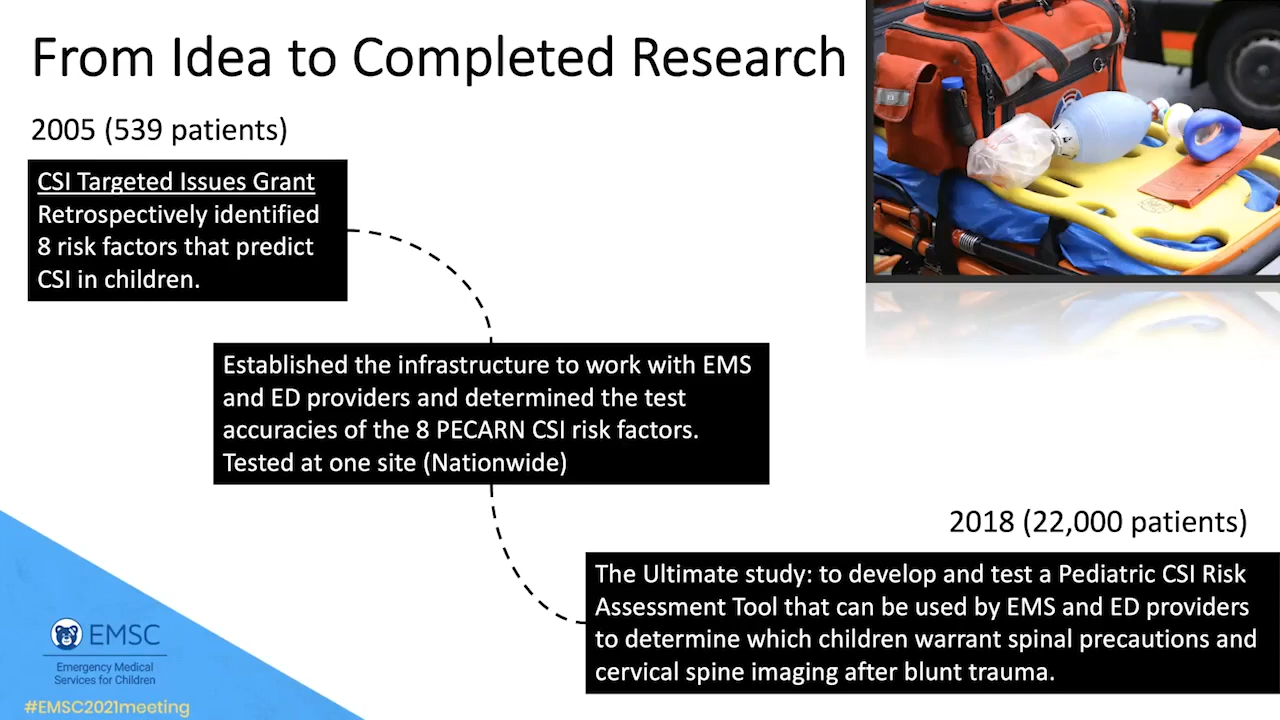 From Idea to Completed Research
2005 (539 patients)
CSI Targeted Issues Grant
Retrospectively identified
8 risk factors that predict
CSI in children.
Established the infrastructure to work with EMS
and ED providers and determined the test
accuracies of the 8 PECARN CSI risk factors.
Tested at one site (Nationwide)
2018 (22,000 patients)
The Ultimate study: to develop and test a Pediatric CSI Risk
Assessment Tool that can be used by EMS and ED providers
to determine which children warrant spinal precautions and
cervical spine imaging after blunt trauma.
EMSC
Emergency Medical
Services for Children
#EMSC2021meeting